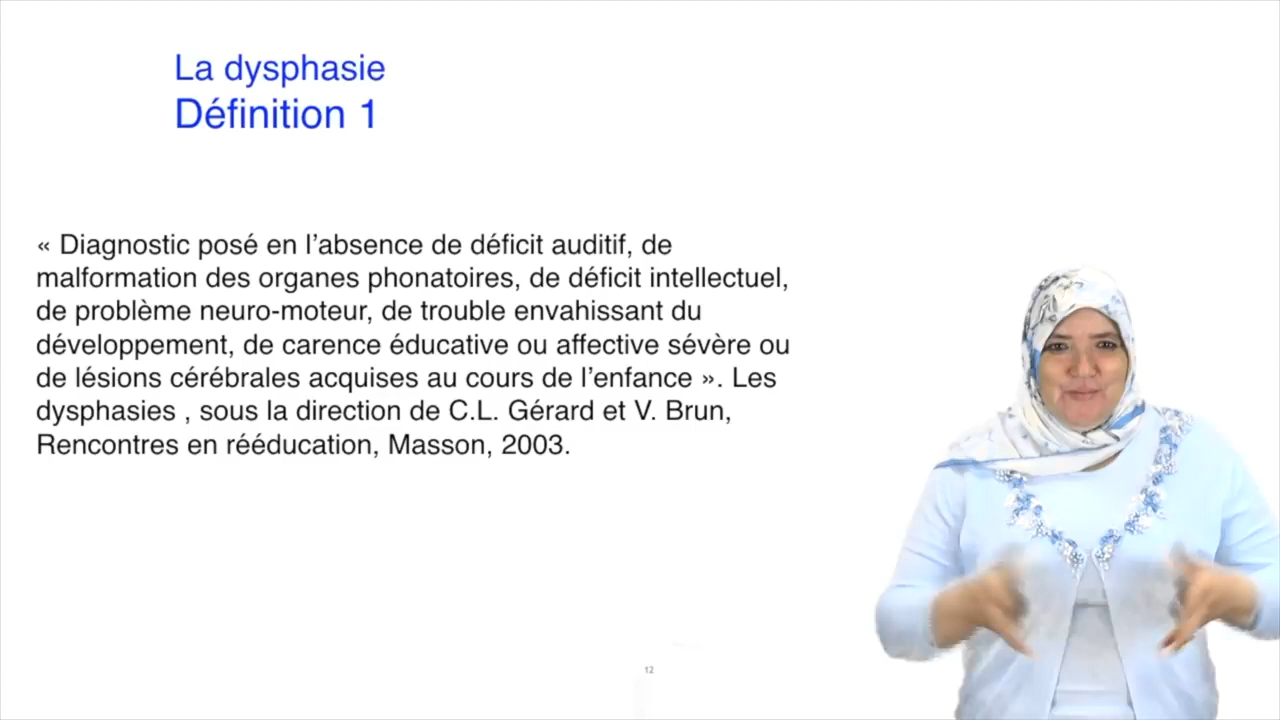 La dysphasie
Définition 1
« Diagnostic posé en l’absence de déficit auditif, de
malformation des organes phonatoires, de déficit intellectuel,
de problème neuro-moteur, de trouble envahissant du
développement, de carence éducative ou affective sévère ou
de lésions cérébrales acquises au cours de l’enfance ». Les
dysphasies , sous la direction de C.L. Gérard et V. Brun,
Rencontres en rééducation, Masson, 2003.
12